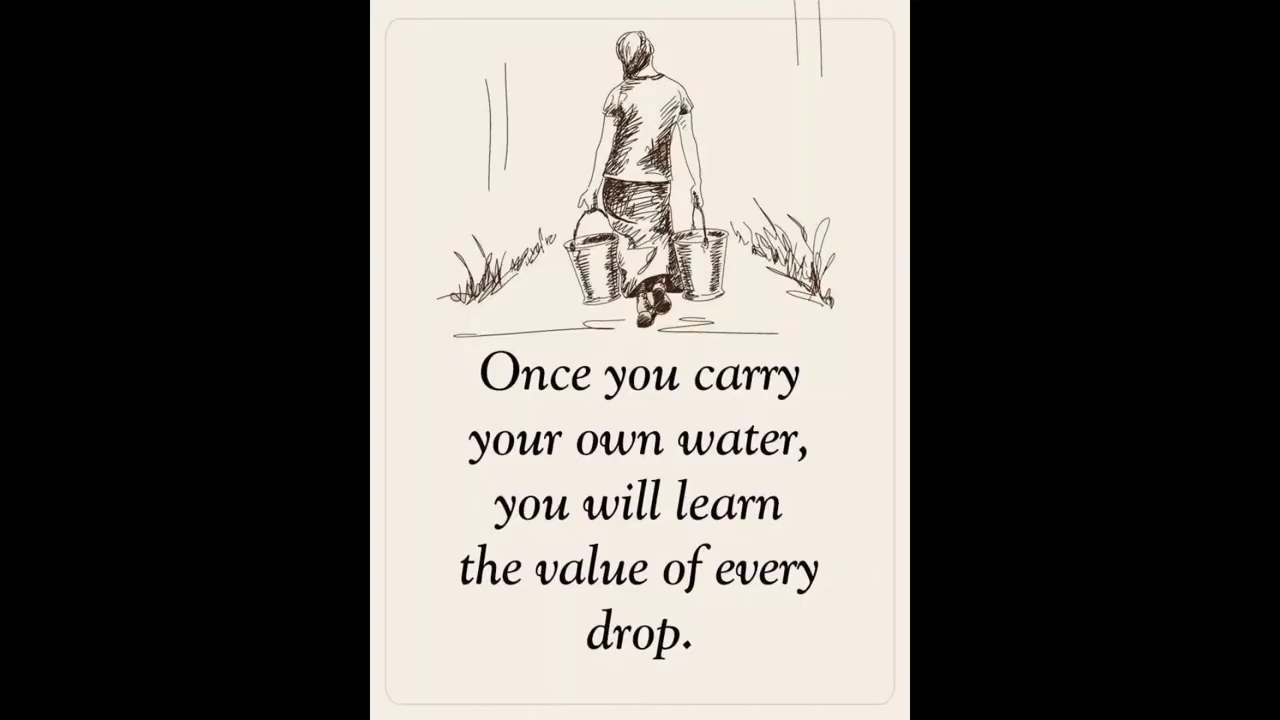 Once you carry
your own water,
you will learn
the value of every
drop.